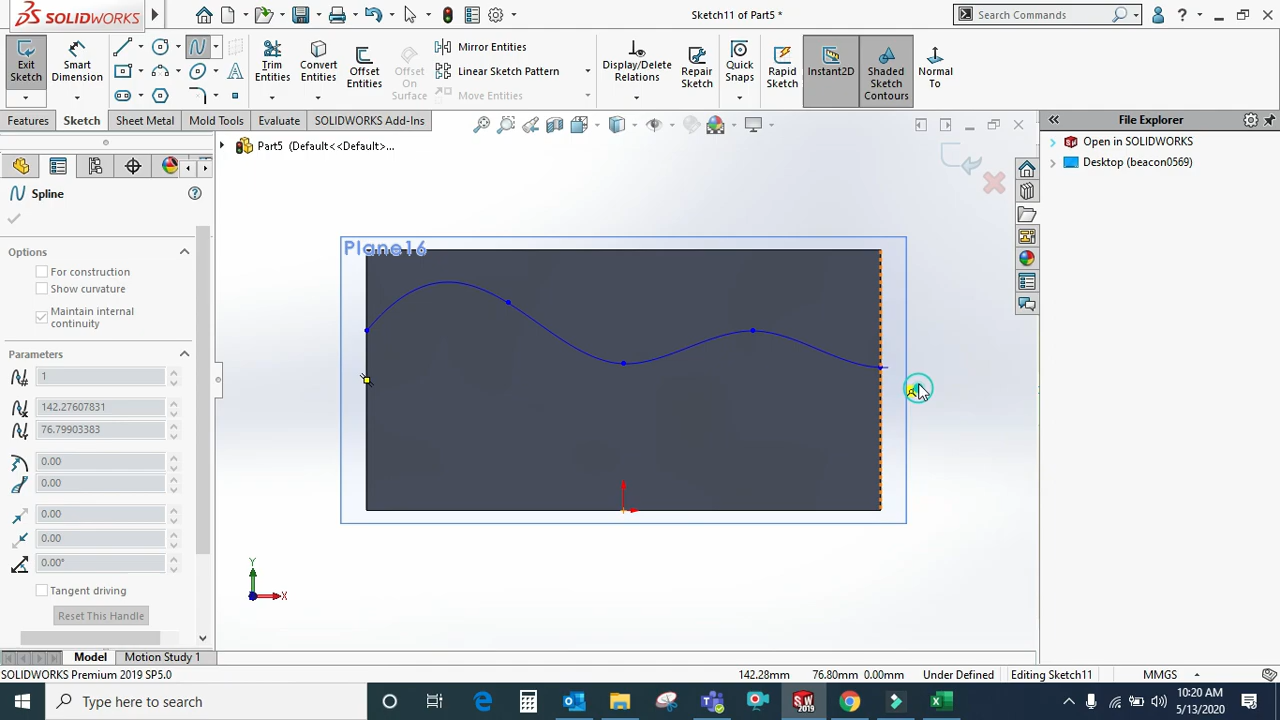 SOLIDWORKS
Sketch11 of Part5 *
Search Commands
Exit Sketch
Smart Dimension
Trim Entities
Convert Entities
Offset Entities
Offset On Surface
Mirror Entities
Linear Sketch Pattern
Move Entities
Display/Delete Relations
Repair Sketch
Quick Snaps
Rapid Sketch
Instant2D
Shaded Sketch Contours
Normal To
Features
Sketch
Sheet Metal
Mold Tools
Evaluate
SOLIDWORKS Add-Ins
File Explorer
Part5 (Default<<Default>...
Open in SOLIDWORKS
Desktop (beacon0569)
Spline
Options
For construction
Show curvature
Maintain internal
continuity
Parameters
1
142.27607831
76.79903383
0.00
0.00
0.00
0.00
0.00°
Tangent driving
Reset This Handle
Plane16
Y
X
Model
Motion Study 1
SOLIDWORKS Premium 2019 SP5.0
142.28mm
76.80mm
0.00mm
Under Defined
Editing Sketch11
MMGS
Type here to search
10:20 AM
5/13/2020